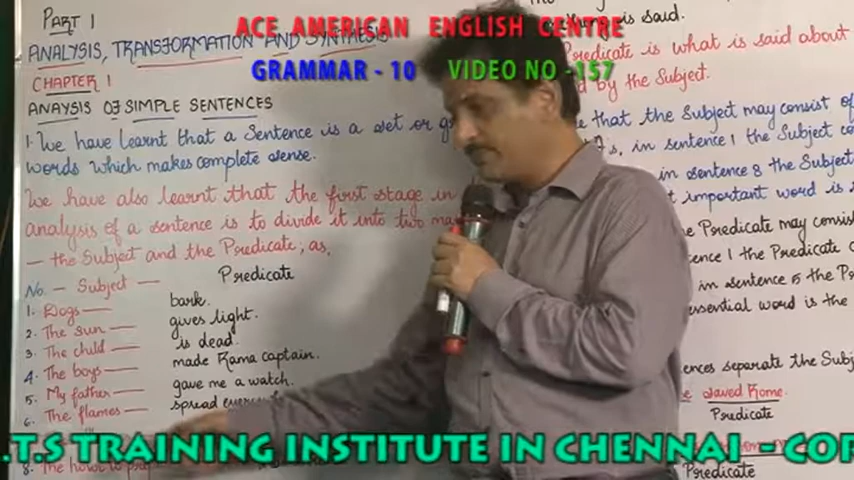 PART 1
ANALYSIS, TRANSFORMATION AND SYNTHESIS
CHAPTER 1
ANAYSIS OF SIMPLE SENTENCES
1. We have learnt that a Sentence is a set or
words which makes complete sense.
We have also learnt that the first stage in
analysis of a sentence is to divide it into two
– the Subject and the Predicate; as,
No. – Subject — Predicate
1. Dogs — bark.
2. The sun — gives light.
3. The child — is dead.
4. The boys — made Rama captain.
5. My father — gave me a watch.
6. The flames — spread
8. The
is said.
Predicate is what is said about
by the Subject.
that the Subject may consist of
in sentence 1 the Subject
in sentence 8 the Subject
important word is
Predicate may consist
1 the Predicate
in sentence 5 the
essential word is the
separate the
saved Rome.
Predicate
Predicate
ACE AMERICAN ENGLISH CENTRE
GRAMMAR - 10 VIDEO NO -157
.T.S TRAINING INSTITUTE IN CHENNAI -